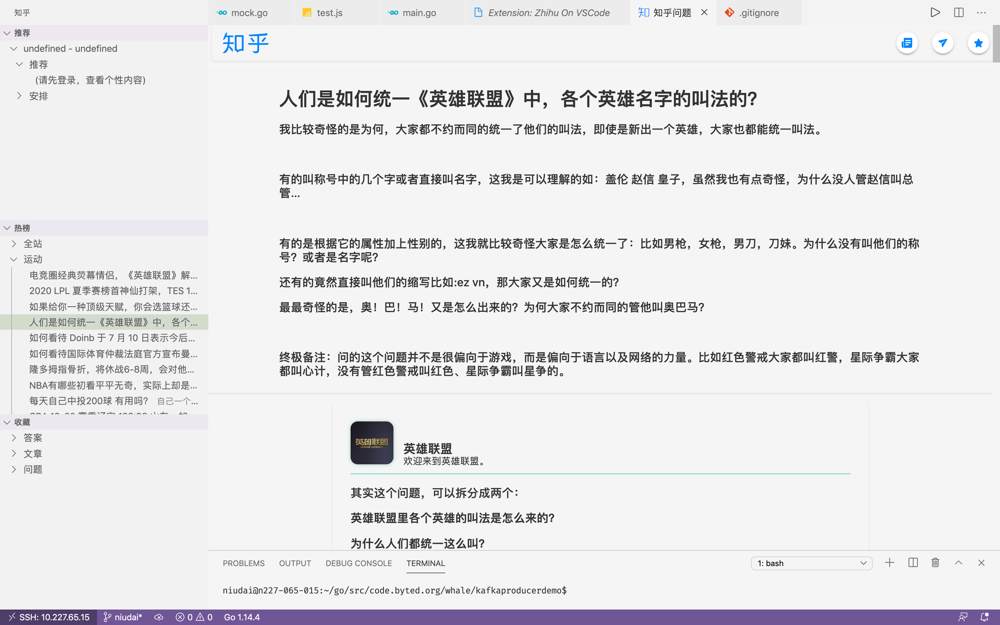 知乎
mock.go
JS test.js
main.go
Extension: Zhihu On VSCode
知乎问题
.gitignore
推荐
undefined - undefined
推荐
(请先登录，查看个性内容)
安排
热榜
全站
运动
电竞圈经典荧幕情侣，《英雄联盟》解...
2020 LPL 夏季赛榜首神仙打架，TES 1...
如果给你一种顶级天赋，你会选篮球还...
人们是如何统一《英雄联盟》中，各个...
如何看待 Doinb 于 7 月 10 日表示今后...
如何看待国际体育仲裁法庭官方宣布曼...
隆多拇指骨折，将休战6-8周，会对他...
NBA有哪些初看平平无奇，实际上却是...
每天自己中投200球 有用吗？ 自己一个...
收藏
答案
文章
问题
知乎
人们是如何统一《英雄联盟》中，各个英雄名字的叫法的?
我比较奇怪的是为何，大家都不约而同的统一了他们的叫法，即使是新出一个英雄，大家也都能统一叫法。
有的叫称号中的几个字或者直接叫名字，这我是可以理解的如：盖伦 赵信 皇子，虽然我也有点奇怪，为什么没人管赵信叫总
管...
有的是根据它的属性加上性别的，这我就比较奇怪大家是怎么统一了：比如男枪，女枪，男刀，刀妹。为什么没有叫他们的称
号？或者是名字呢?
还有的竟然直接叫他们的缩写比如:ez vn，那大家又是如何统一的?
最最奇怪的是，奥！巴！马！又是怎么出来的？为何大家不约而同的管他叫奥巴马?
终极备注：问的这个问题并不是很偏向于游戏，而是偏向于语言以及网络的力量。比如红色警戒大家都叫红警，星际争霸大家
都叫心计，没有管红色警戒叫红色、星际争霸叫星争的。
英雄联盟
LEAGUE OF LEGENDS
英雄联盟
欢迎来到英雄联盟。
其实这个问题，可以拆分成两个：
英雄联盟里各个英雄的叫法是怎么来的?
为什么人们都统一这么叫?
PROBLEMS
OUTPUT
DEBUG CONSOLE
TERMINAL
1: bash
niudai@n227-065-015:~/go/src/code.byted.org/whale/kafkaproducerdemo$
SSH: 10.227.65.15
niudai*
0
0
Go 1.14.4